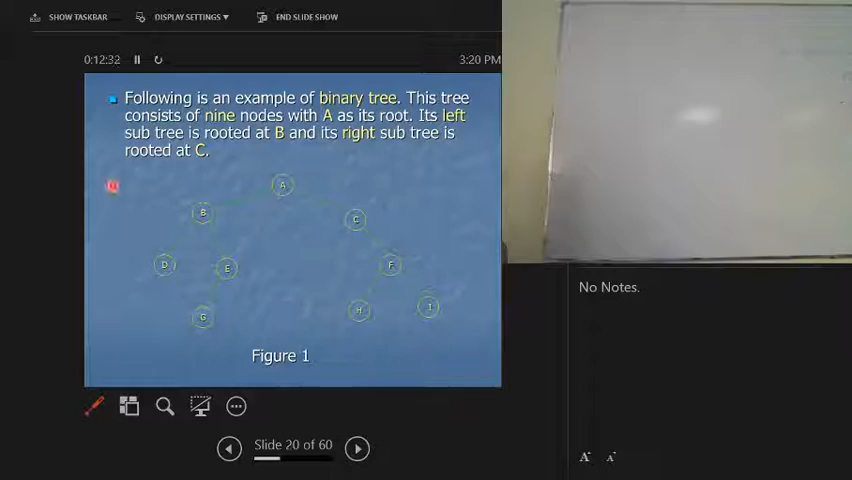 SHOW TASKBAR
DISPLAY SETTINGS ▾
END SLIDE SHOW
0:12:32
3:20 PM
Following is an example of binary tree. This tree
consists of nine nodes with A as its root. Its left
sub tree is rooted at B and its right sub tree is
rooted at C.
A
B
C
D
E
F
G
H
I
Figure 1
Slide 20 of 60
No Notes.
A
A